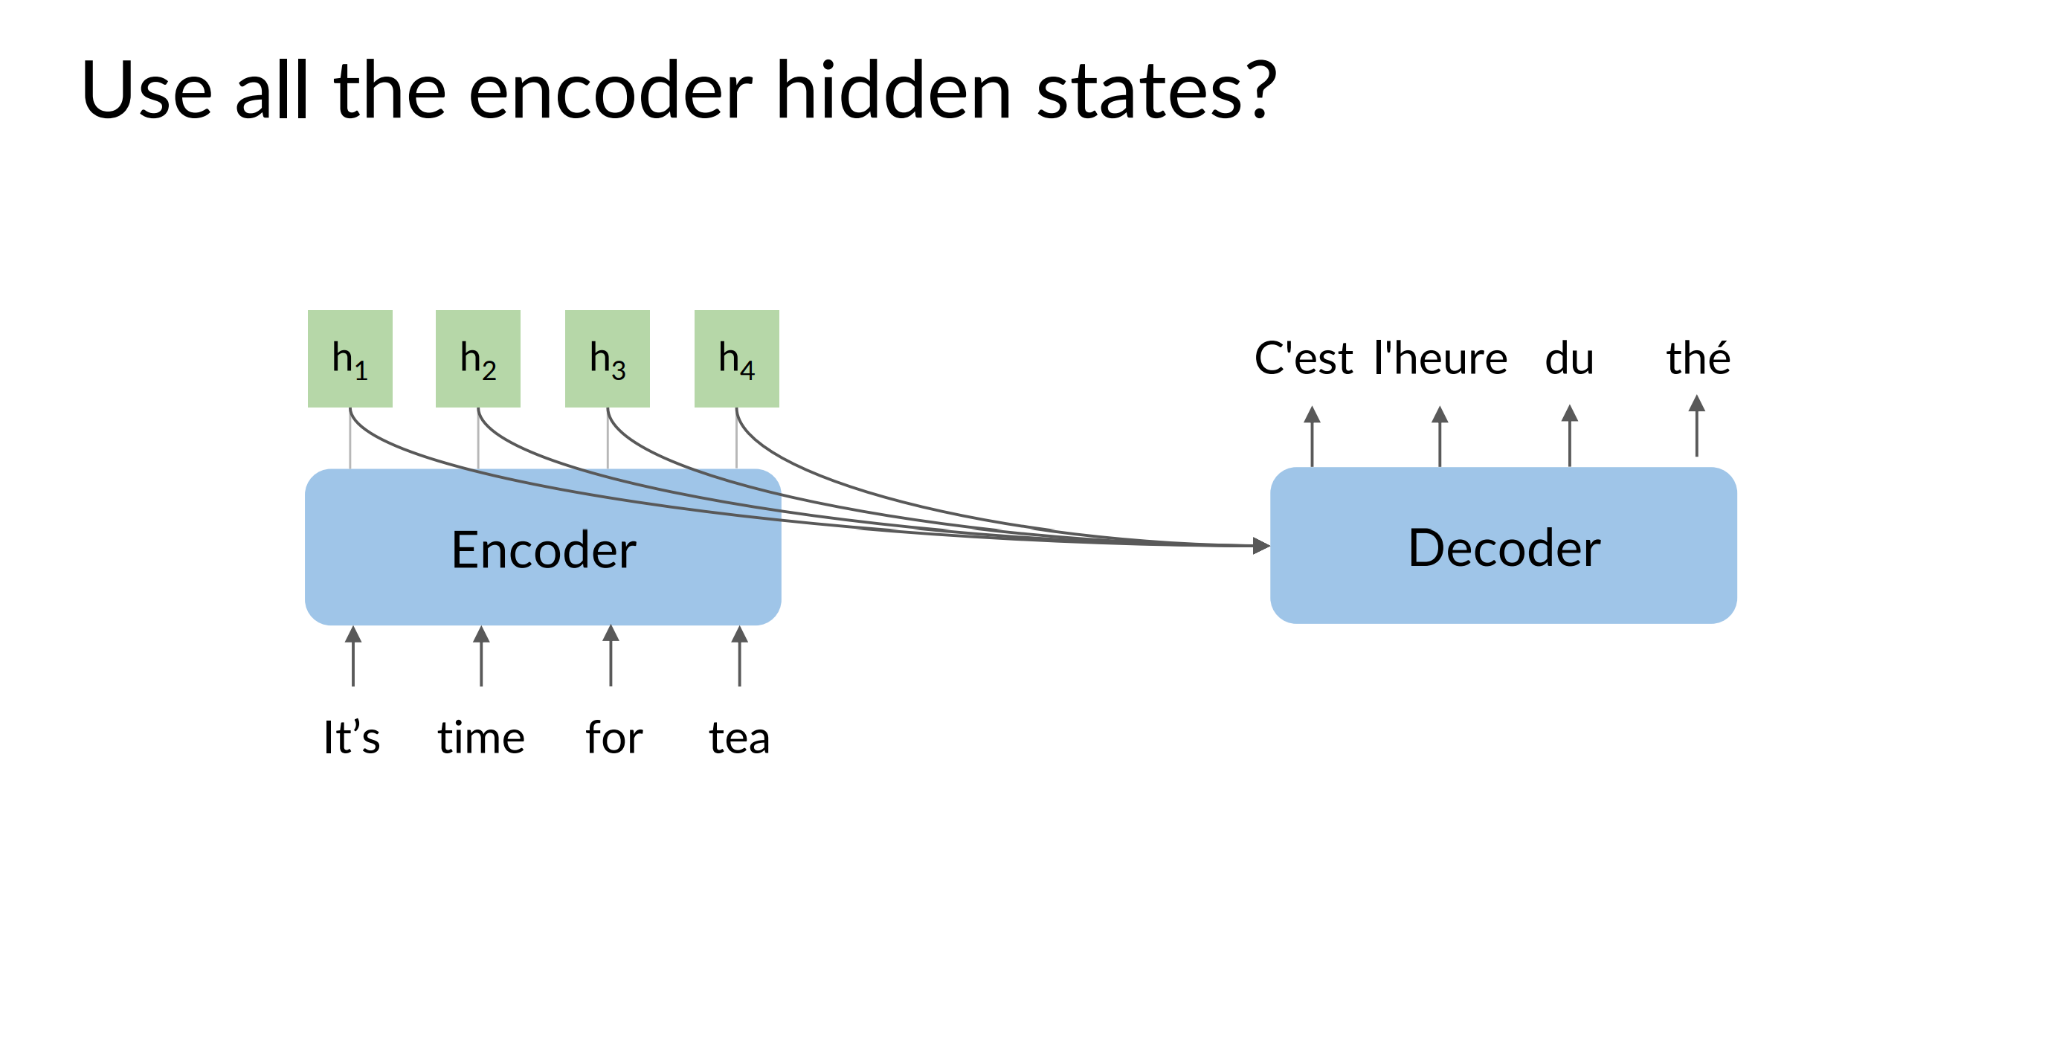 Use all the encoder hidden states?
h1 h2 h3 h4
C'est l'heure du thé
Encoder
Decoder
It’s time for tea